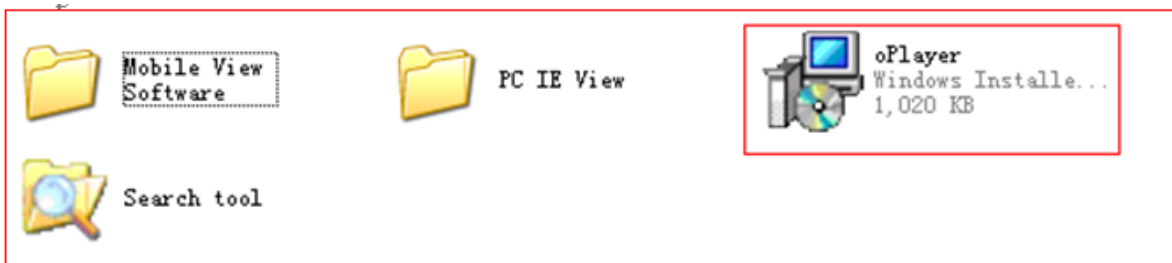 Mobile View
Software
PC IE View
oPlayer
Windows Installe...
1,020 KB
Search tool